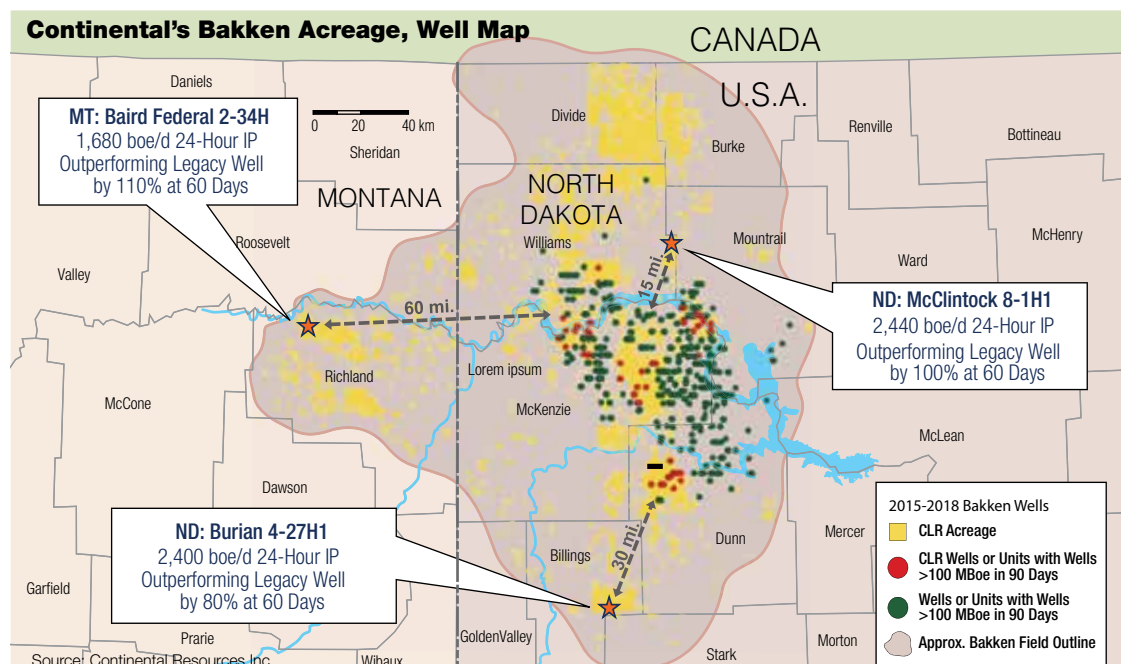 Continental's Bakken Acreage, Well Map
CANADA
U.S.A.
Daniels
MT: Baird Federal 2-34H
1,680 boe/d 24-Hour IP
Outperforming Legacy Well
by 110% at 60 Days
0 20 40 km
Sheridan
Divide
Burke
Renville
Bottineau
MONTANA
NORTH
DAKOTA
Roosevelt
Williams
Mountrail
Ward
McHenry
Valley
15 mi.
60 mi.
ND: McClintock 8-1H1
2,440 boe/d 24-Hour IP
Outperforming Legacy Well
by 100% at 60 Days
Richland
Lorem ipsum
McKenzie
McCone
McLean
Dawson
ND: Burian 4-27H1
2,400 boe/d 24-Hour IP
Outperforming Legacy Well
by 80% at 60 Days
30 mi.
Billings
Dunn
Mercer
Garfield
Prarie
GoldenValley
Stark
Morton
Wibaux
2015-2018 Bakken Wells
CLR Acreage
CLR Wells or Units with Wells
>100 MBoe in 90 Days
Wells or Units with Wells
>100 MBoe in 90 Days
Approx. Bakken Field Outline
Source: Continental Resources Inc